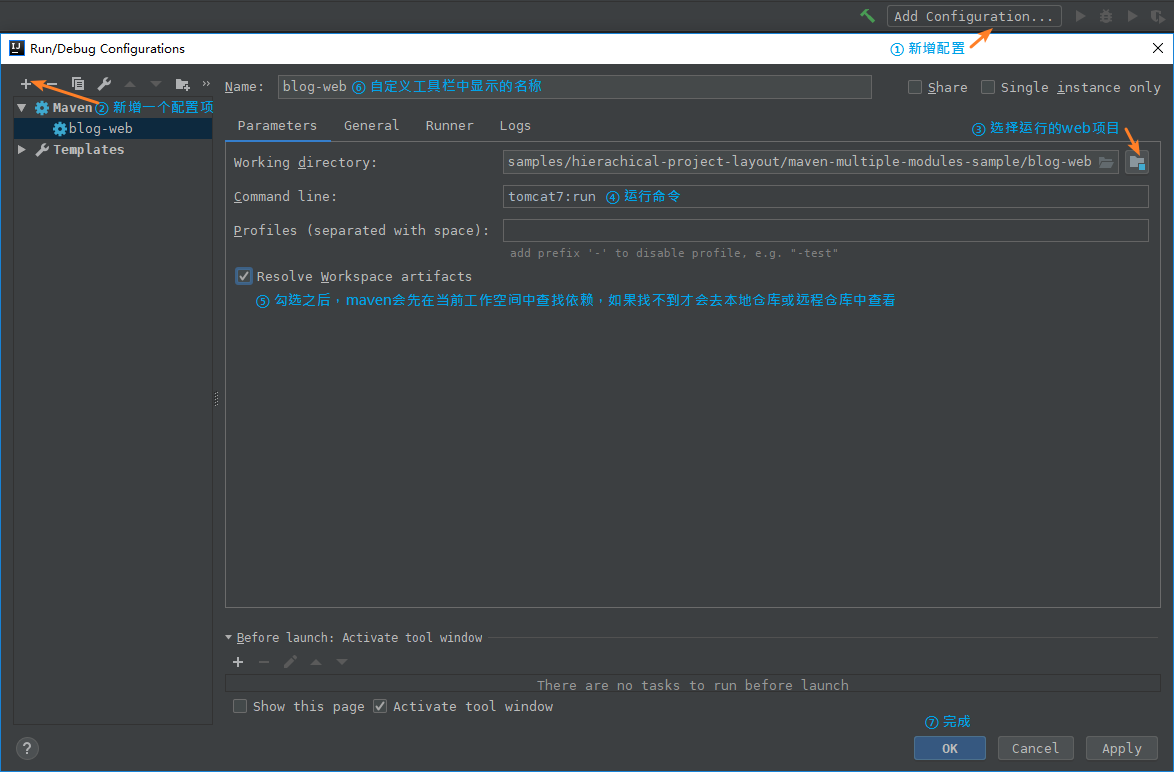 Add Configuration...
IJ Run/Debug Configurations
① 新增配置
Name: blog-web ⑥ 自定义工具栏中显示的名称
Share Single instance only
Maven ② 新增一个配置项
blog-web
Templates
Parameters General Runner Logs
③ 选择运行的web项目
Working directory: samples/hierachical-project-layout/maven-multiple-modules-sample/blog-web
Command line: tomcat7:run ④ 运行命令
Profiles (separated with space):
add prefix '-' to disable profile, e.g. "-test"
Resolve Workspace artifacts
⑤ 勾选之后，maven会先在当前工作空间中查找依赖，如果找不到才会去本地仓库或远程仓库中查看
Before launch: Activate tool window
There are no tasks to run before launch
Show this page Activate tool window
⑦ 完成
? OK Cancel Apply